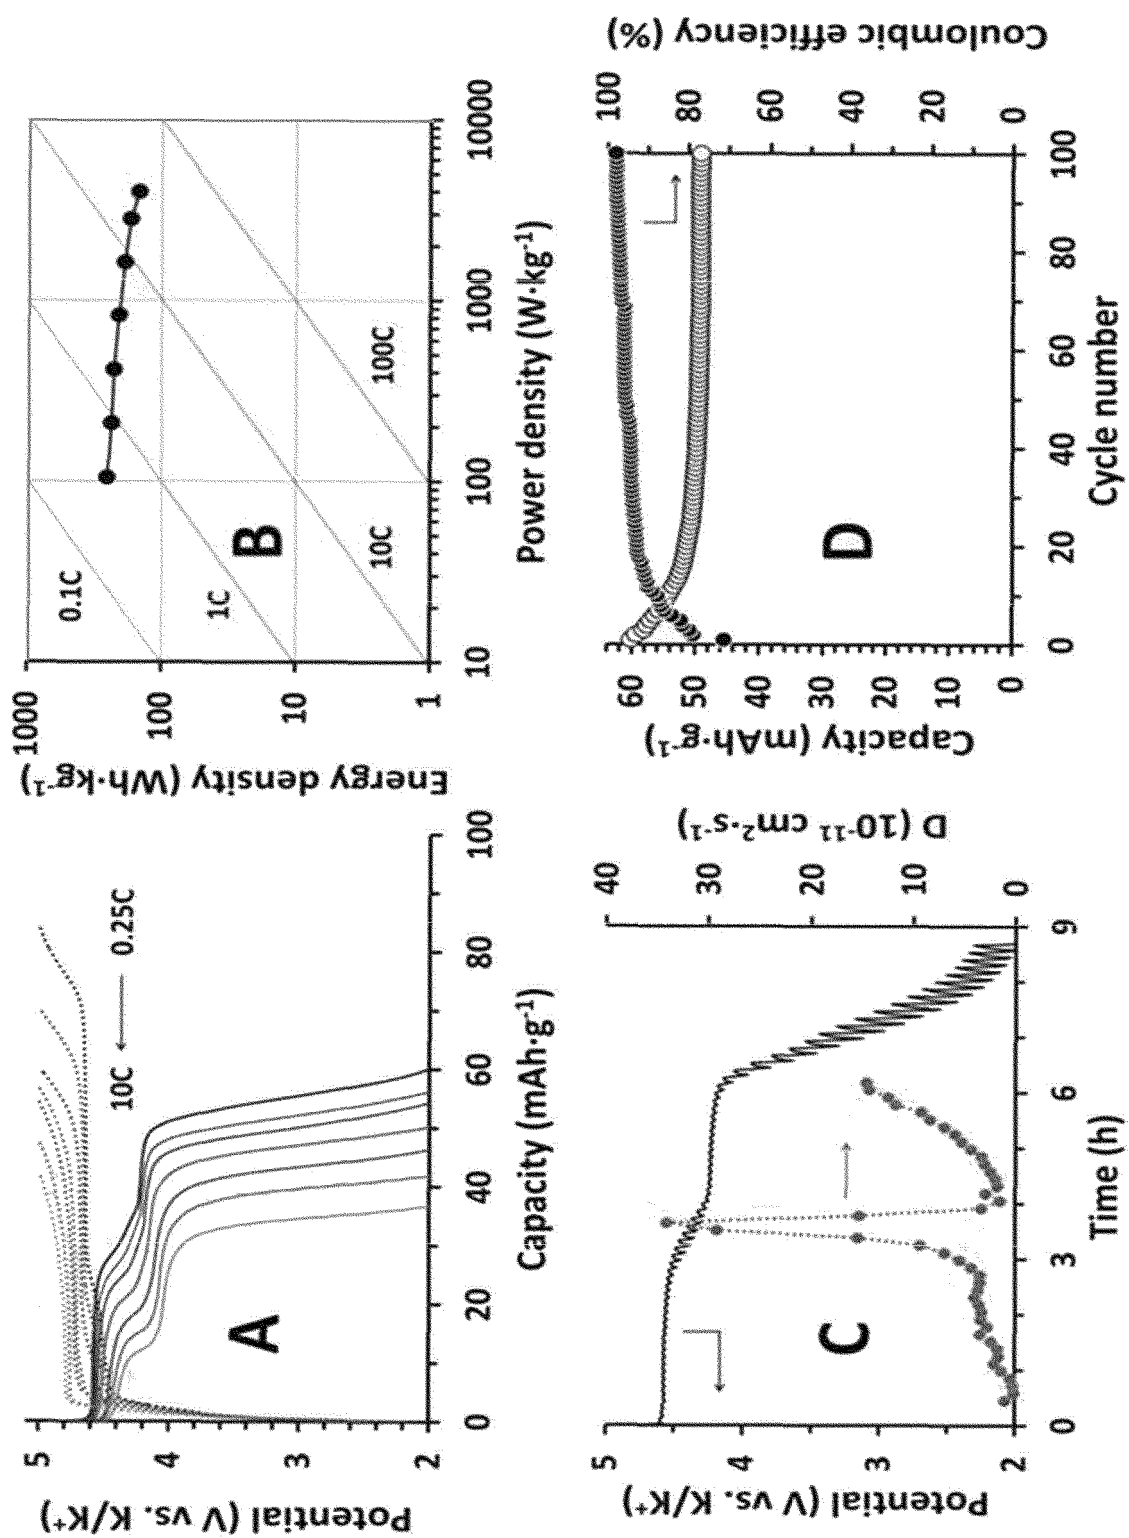 A
10C 0.25C
5
4
3
2
0 20 40 60 80 100
Potential (V vs. K/K⁺)
Capacity (mAh·g⁻¹)
B
0.1C
1C
10C
100C
1000
100
10
1
10 100 1000 10000
Energy density (Wh·kg⁻¹)
Power density (W·kg⁻¹)
C
5
4
3
2
0 3 6 9
40
30
20
10
0
Potential (V vs. K/K⁺)
D (10⁻¹¹ cm²·s⁻¹)
Time (h)
D
60
50
40
30
20
10
0
0 20 40 60 80 100
100
80
60
40
20
0
Capacity (mAh·g⁻¹)
Coulombic efficiency
(%)
Cycle number